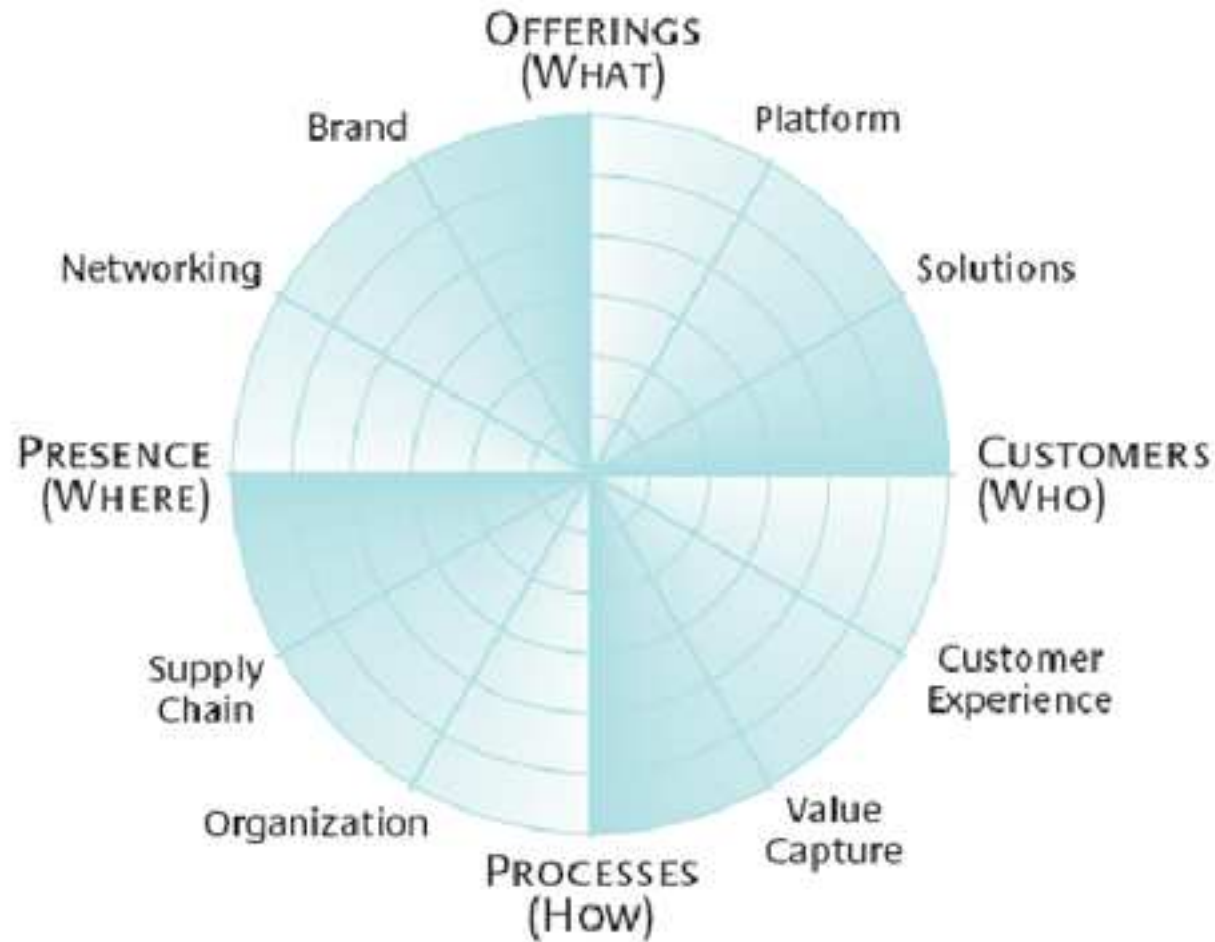 OFFERINGS
(WHAT)
Platform
Solutions
CUSTOMERS
(WHO)
Customer
Experience
Value
Capture
PROCESSES
(HOW)
Organization
Supply
Chain
PRESENCE
(WHERE)
Networking
Brand